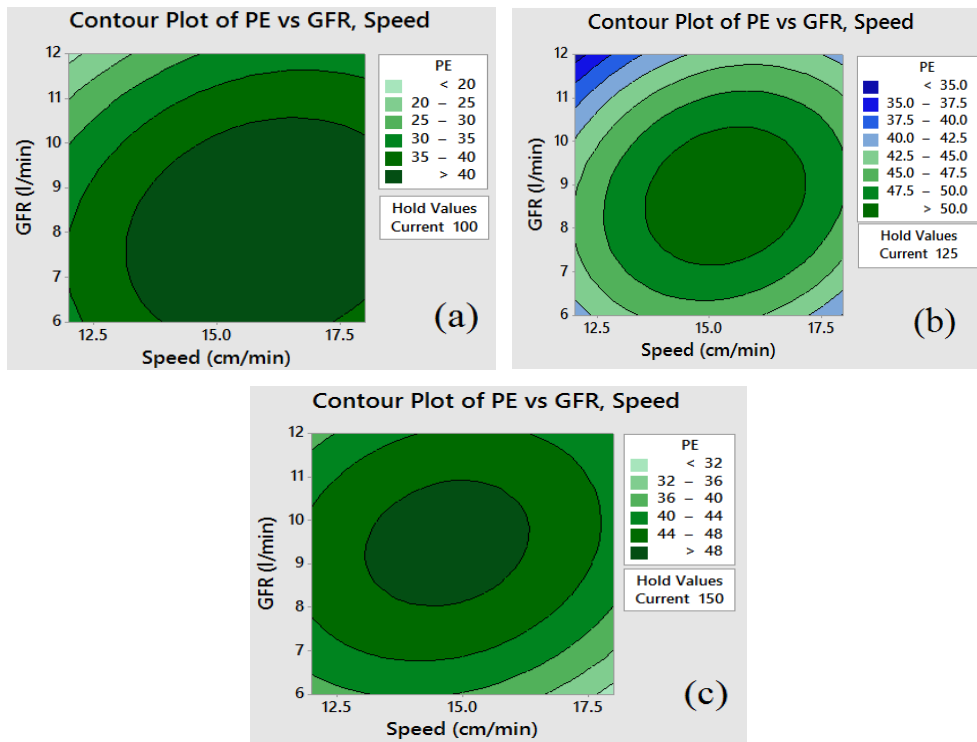 Contour Plot of PE vs GFR, Speed
12
11
10
9
8
7
6
GFR (l/min)
12.5 15.0 17.5
Speed (cm/min)
PE
< 20
20 – 25
25 – 30
30 – 35
35 – 40
> 40
Hold Values
Current 100
(a)
Contour Plot of PE vs GFR, Speed
12
11
10
9
8
7
6
GFR (l/min)
12.5 15.0 17.5
Speed (cm/min)
PE
< 35.0
35.0 – 37.5
37.5 – 40.0
40.0 – 42.5
42.5 – 45.0
45.0 – 47.5
47.5 – 50.0
> 50.0
Hold Values
Current 125
(b)
Contour Plot of PE vs GFR, Speed
12
11
10
9
8
7
6
GFR (l/min)
12.5 15.0 17.5
Speed (cm/min)
PE
< 32
32 – 36
36 – 40
40 – 44
44 – 48
> 48
Hold Values
Current 150
(c)